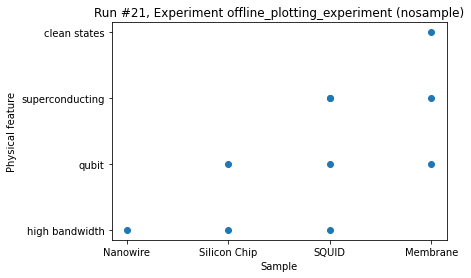 Run #21, Experiment offline_plotting_experiment (nosample)
clean states
superconducting
qubit
high bandwidth
Physical feature
Nanowire Silicon Chip SQUID Membrane
Sample